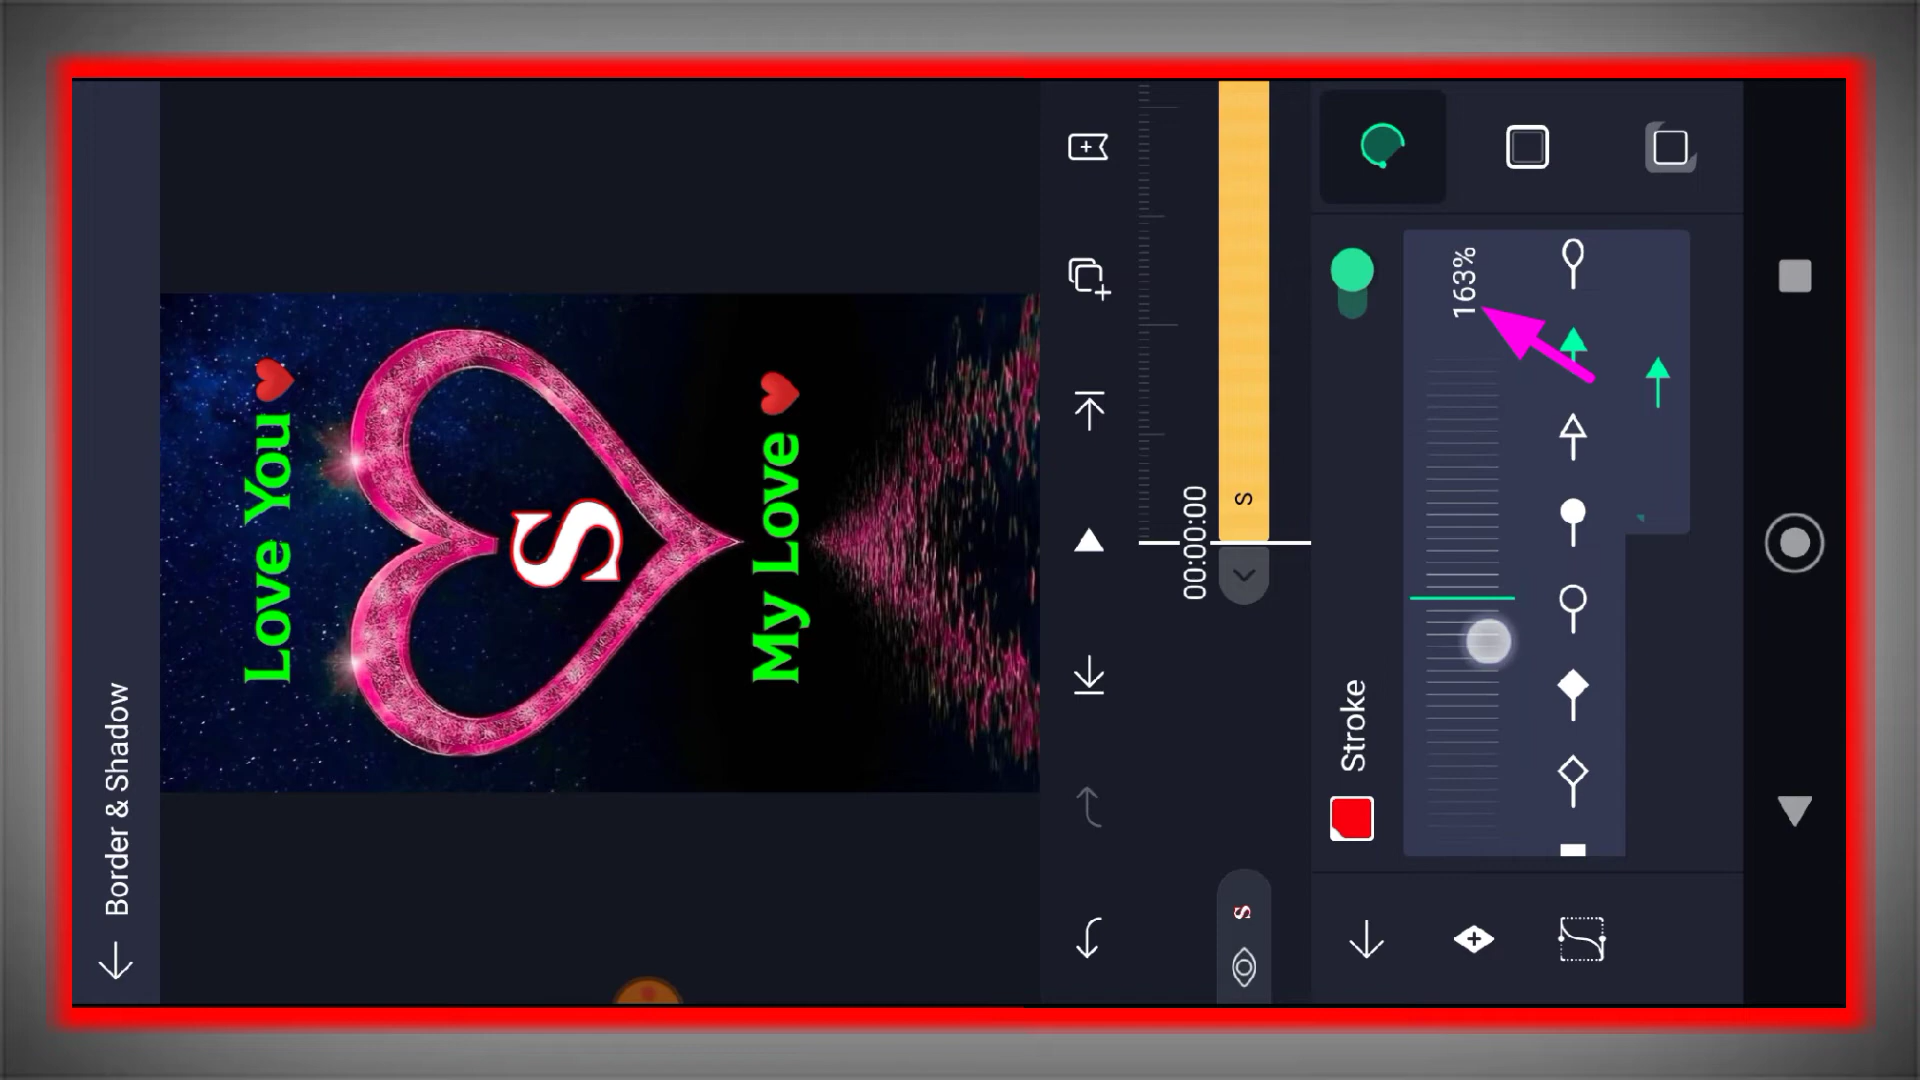 Border & Shadow
Love You❤
S
My Love ❤
00:00:00
S
S
Stroke
163%